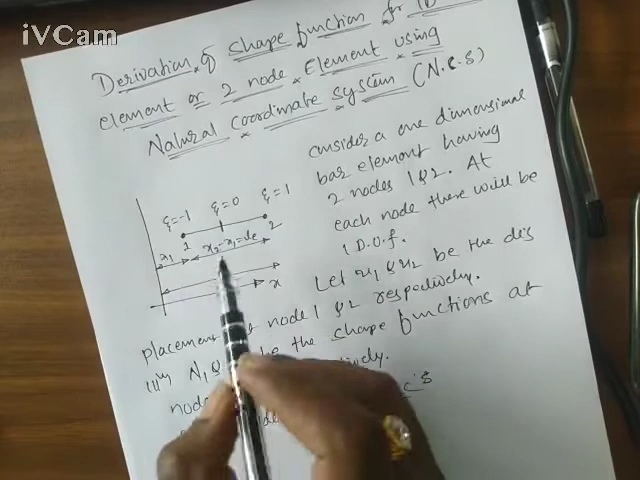 iVCam
Derivation of shape function for 1D
element or 2 node Element using
Natural coordinate system (N.C.S)
consider a one dimensional
bar element having
2 nodes 1 & 2. At
each node there will be
1 D.O.F.
ξ=-1 ξ=0 ξ=1
1 2
x1 x2-x1=le
x
Let u1 & u2 be the dis
placement node 1 & 2 respectively.
lly N1 & be the shape functions at
node respectively.